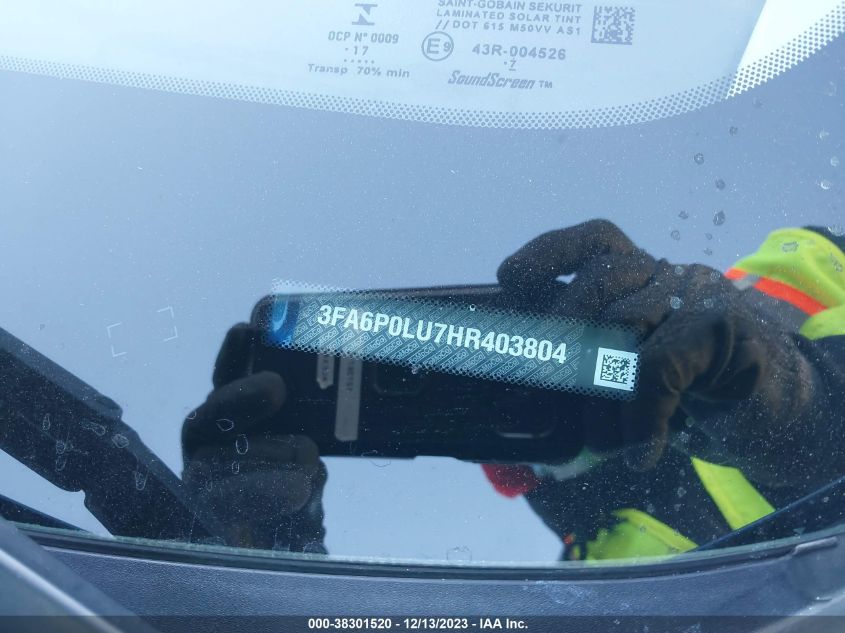 SAINT-GOBAIN SEKURIT
LAMINATED SOLAR TINT
// DOT 615 M50VV AS1
OCP Nº 0009
· 17
E9
43R-004526
· Z
Transp 70% min
SoundScreen ™
3FA6P0LU7HR403804
000-38301520 - 12/13/2023 - IAA Inc.